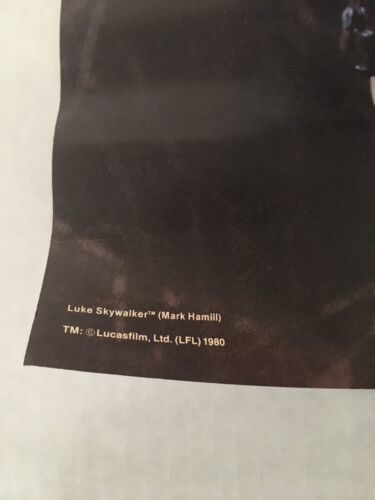 Luke Skywalker™ (Mark Hamill)
TM: ©Lucasfilm, Ltd. (LFL) 1980